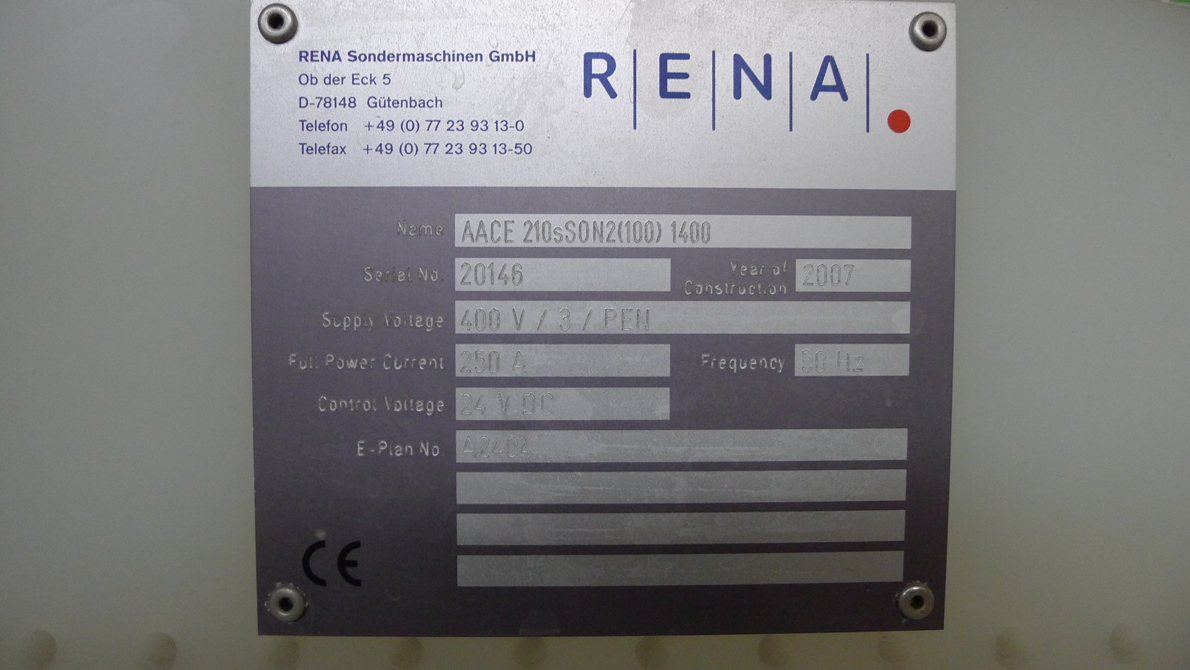 RENA Sondermaschinen GmbH
Ob der Eck 5
D-78148 Gütenbach
Telefon +49 (0) 77 23 93 13-0
Telefax +49 (0) 77 23 93 13-50
RENA
Name AACE 210sSON2(100) 1400
Serial No. 20146 Year of Construction 2007
Supply Voltage 400 V / 3 / PEN
Full Power Current 250 A Frequency 50 Hz
Control Voltage 24 V DC
E-Plan No.
CE